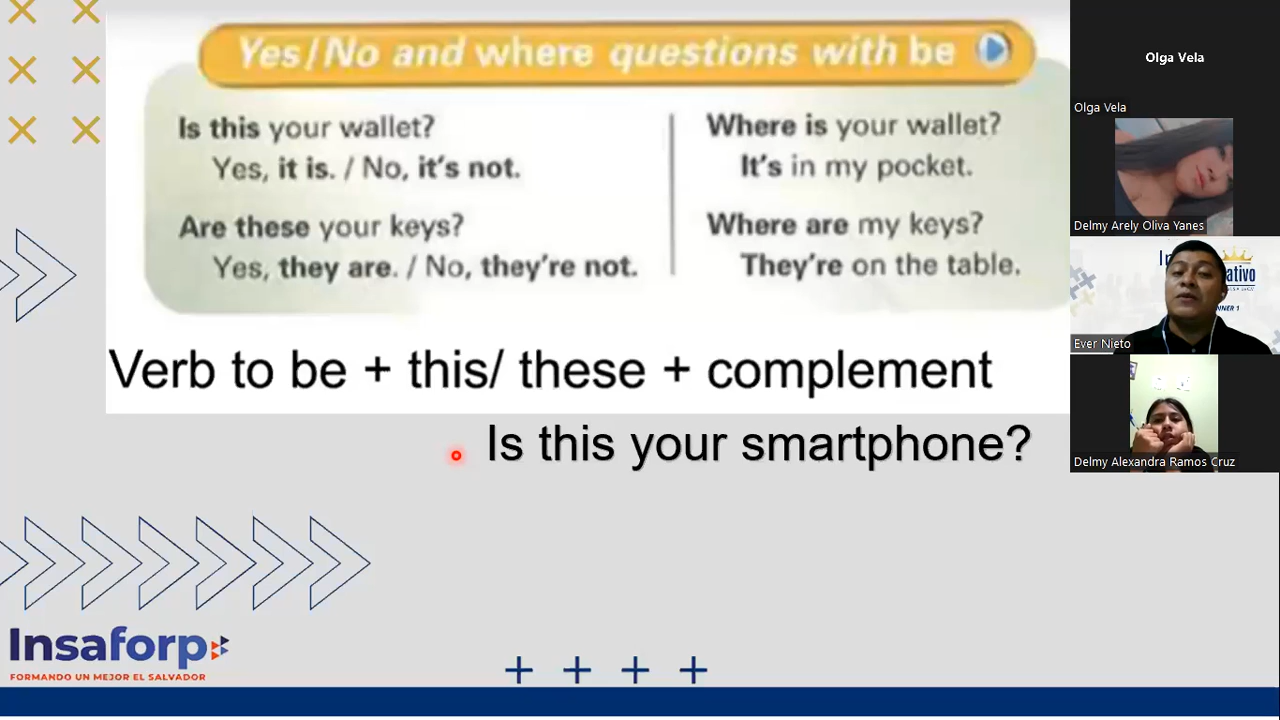 Yes/No and where questions with be
Is this your wallet?
Yes, it is. / No, it's not.
Are these your keys?
Yes, they are. / No, they're not.
Where is your wallet?
It's in my pocket.
Where are my keys?
They're on the table.
Verb to be + this/ these + complement
Is this your smartphone?
Insaforp
FORMANDO UN MEJOR EL SALVADOR
Olga Vela
Olga Vela
Delmy Arely Oliva Yanes
Ever Nieto
Delmy Alexandra Ramos Cruz